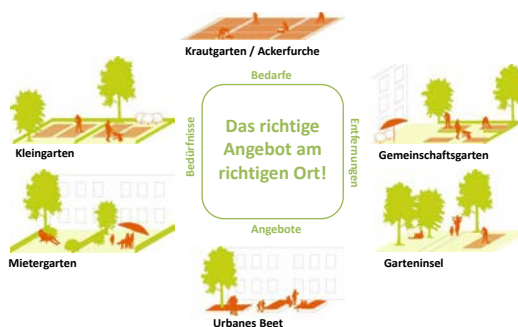 Krautgarten / Ackerfurche
Bedarfe
Kleingarten
Bedürfnisse
Das richtige
Angebot am
richtigen Ort!
Entfernungen
Gemeinschaftsgarten
Mietergarten
Angebote
Garteninsel
Urbanes Beet